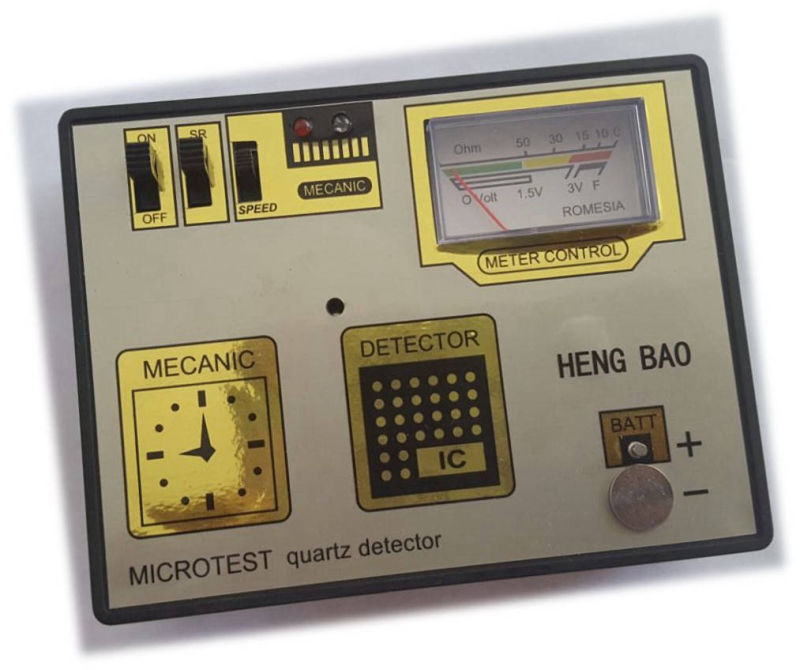 ON
OFF
SR
SPEED
MECANIC
Ohm 50 30 15 10 C
O Volt 1.5V 3V F
ROMESIA
METER CONTROL
MECANIC
DETECTOR
IC
HENG BAO
BATT
+
-
MICROTEST quartz detector